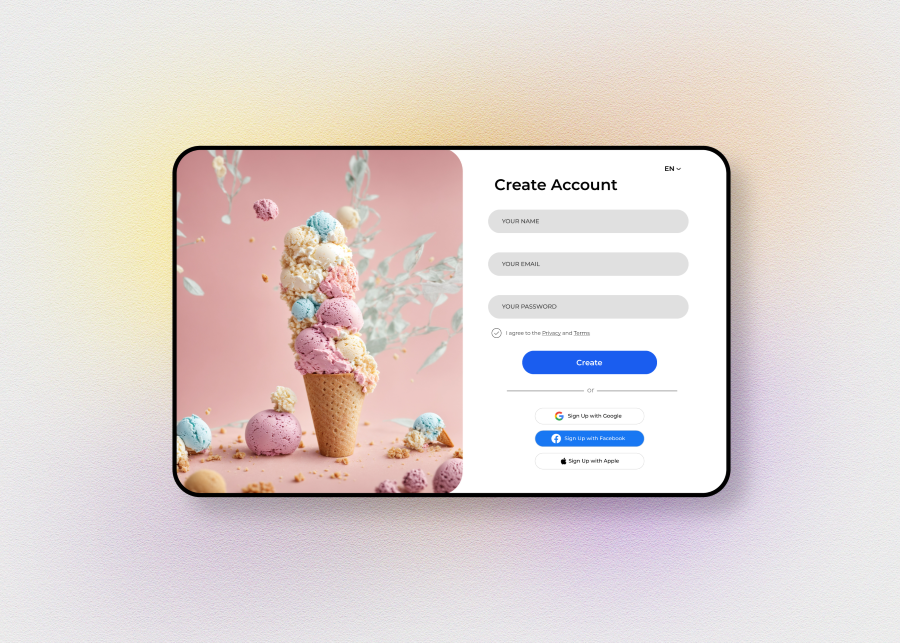 EN
Create Account
YOUR NAME
YOUR EMAIL
YOUR PASSWORD
I agree to the Privacy and Terms
Create
or
Sign Up with Google
Sign Up with Facebook
Sign Up with Apple